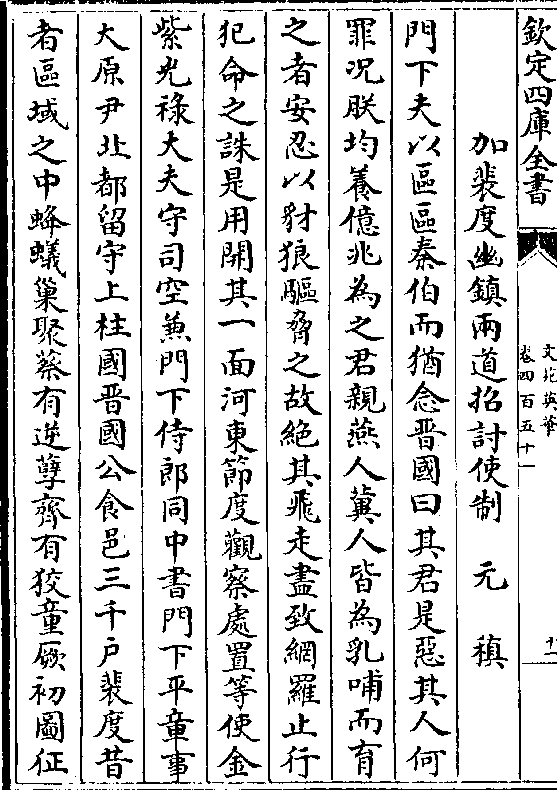 欽定四庫全書
文苑英華
卷四百五十一
十一
加裴度幽鎮兩道招討使制 元稹
門下夫以區區秦伯而猶念晉國曰其君是惡其人何
罪况朕均養億兆為之君親燕人冀人皆為乳哺而育
之者安忍以豺狼驅脅之故絶其飛走盡致網羅止行
犯命之誅是用開其一面河東節度觀察處置等使金
紫光祿大夫守司空兼門下侍郎同中書門下平章事
大原尹北都留守上柱國晉國公食邑三千户裴度昔
者區域之中蜂蟻巢聚蔡有逆孽齊有狡童厥初圖征